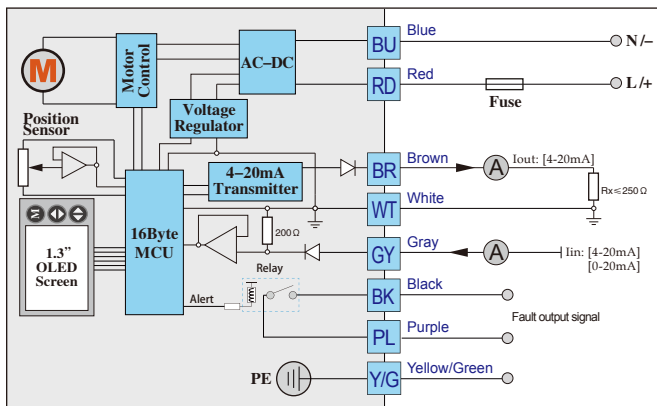 M
Motor
Control
AC–DC
BU
Blue
N/–
RD
Red
Fuse
L/+
Voltage
Regulator
Position
Sensor
4–20mA
Transmitter
BR
Brown
A
Iout: [4-20mA]
Rx≤250Ω
WT
White
M
1.3”
OLED
Screen
16Byte
MCU
200Ω
GY
Gray
A
Iin: [4-20mA]
[0-20mA]
Relay
Alert
BK
Black
Fault output signal
PL
Purple
PE
Y/G
Yellow/Green